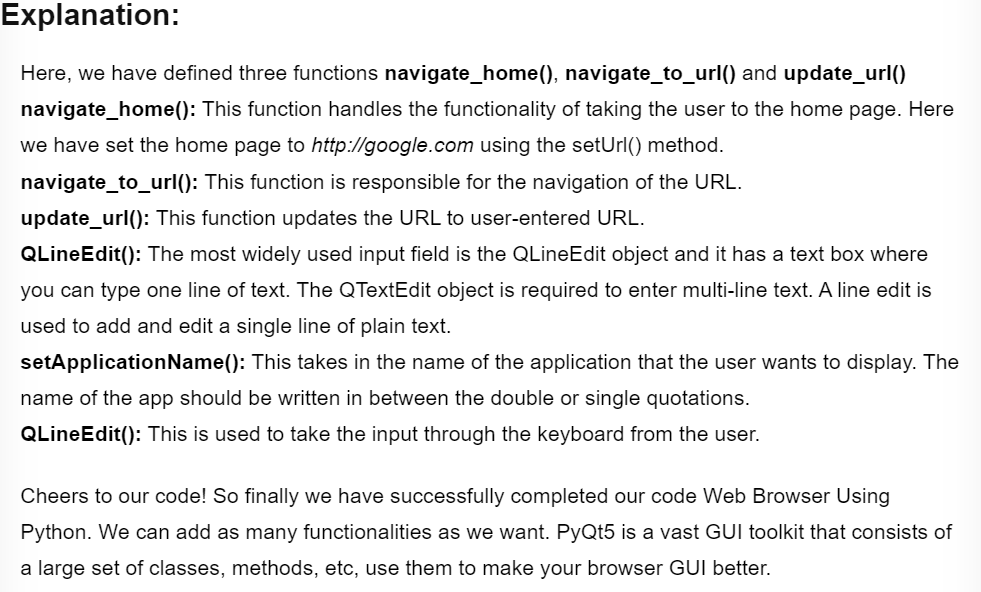 Explanation:
Here, we have defined three functions navigate_home(), navigate_to_url() and update_url()
navigate_home(): This function handles the functionality of taking the user to the home page. Here
we have set the home page to http://google.com using the setUrl() method.
navigate_to_url(): This function is responsible for the navigation of the URL.
update_url(): This function updates the URL to user-entered URL.
QLineEdit(): The most widely used input field is the QLineEdit object and it has a text box where
you can type one line of text. The QTextEdit object is required to enter multi-line text. A line edit is
used to add and edit a single line of plain text.
setApplicationName(): This takes in the name of the application that the user wants to display. The
name of the app should be written in between the double or single quotations.
QLineEdit(): This is used to take the input through the keyboard from the user.
Cheers to our code! So finally we have successfully completed our code Web Browser Using
Python. We can add as many functionalities as we want. PyQt5 is a vast GUI toolkit that consists of
a large set of classes, methods, etc, use them to make your browser GUI better.